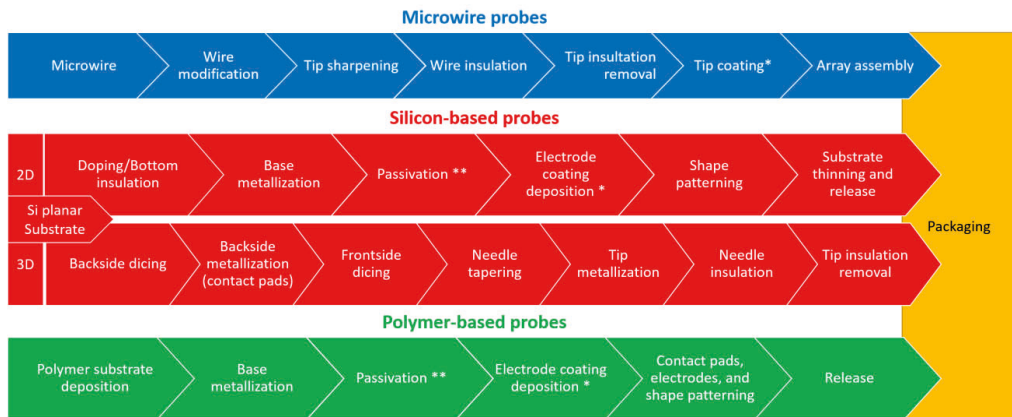 Microwire probes
Microwire
Wire
modification
Tip sharpening
Wire insulation
Tip insultation
removal
Tip coating*
Array assembly
Silicon-based probes
2D
Doping/Bottom
insulation
Base
metallization
Passivation **
Electrode
coating
deposition *
Shape
patterning
Substrate
thinning and
release
Si planar
Substrate
Packaging
3D
Backside dicing
Backside
metallization
(contact pads)
Frontside
dicing
Needle
tapering
Tip
metallization
Needle
insulation
Tip insulation
removal
Polymer-based probes
Polymer substrate
deposition
Base
metallization
Passivation **
Electrode coating
deposition *
Contact pads,
electrodes, and
shape patterning
Release